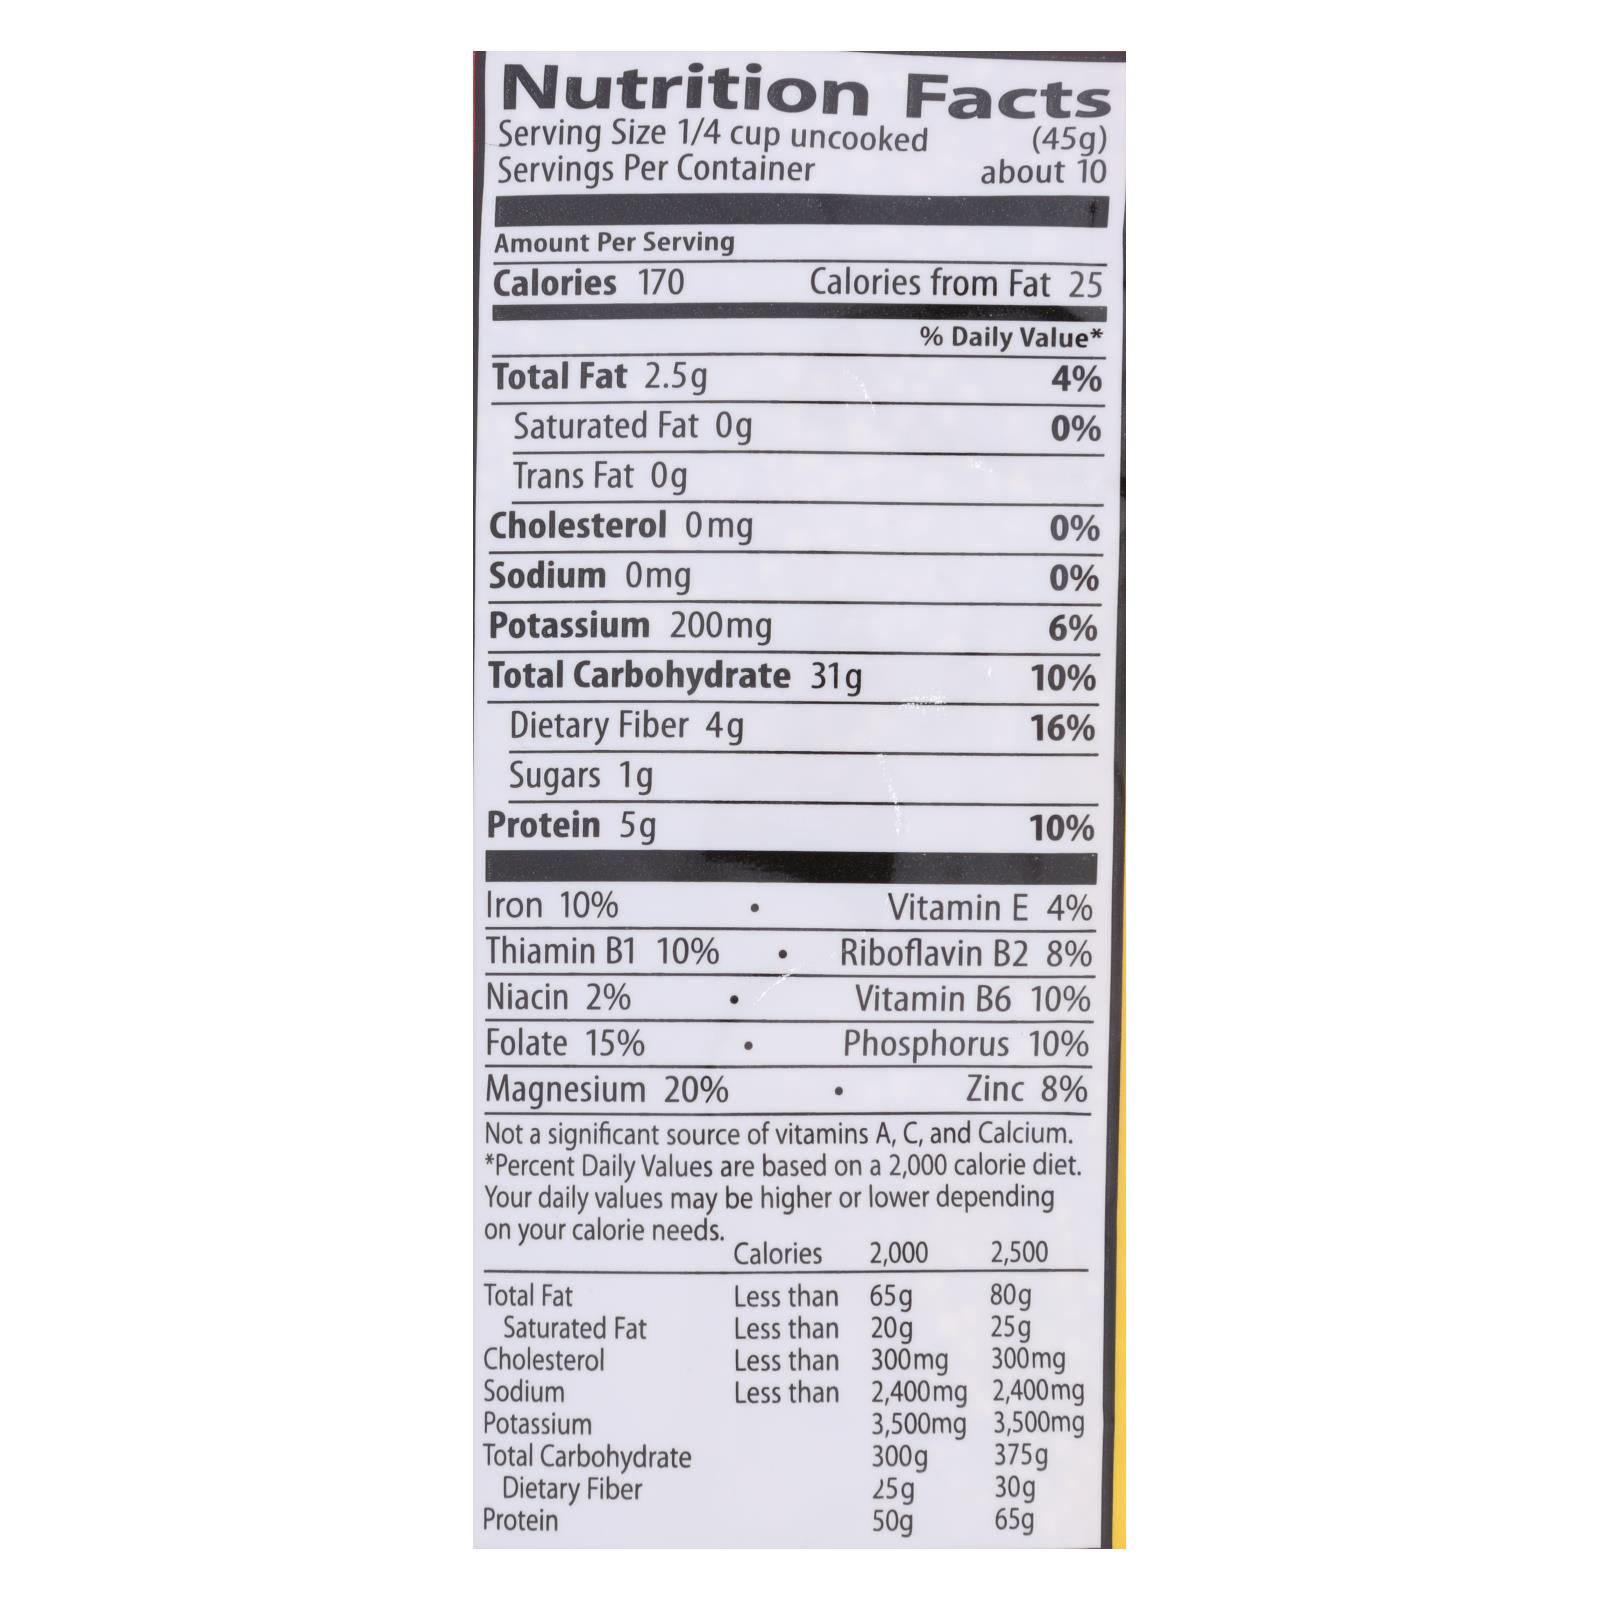 Nutrition Facts
Serving Size 1/4 cup uncooked (45g)
Servings Per Container about 10
Amount Per Serving
Calories 170 Calories from Fat 25
% Daily Value*
Total Fat 2.5g 4%
Saturated Fat 0g 0%
Trans Fat 0g
Cholesterol 0mg 0%
Sodium 0mg 0%
Potassium 200mg 6%
Total Carbohydrate 31g 10%
Dietary Fiber 4g 16%
Sugars 1g
Protein 5g 10%
Iron 10% • Vitamin E 4%
Thiamin B1 10% • Riboflavin B2 8%
Niacin 2% • Vitamin B6 10%
Folate 15% • Phosphorus 10%
Magnesium 20% • Zinc 8%
Not a significant source of vitamins A, C, and Calcium.
*Percent Daily Values are based on a 2,000 calorie diet.
Your daily values may be higher or lower depending
on your calorie needs.
Calories 2,000 2,500
Total Fat Less than 65g 80g
Saturated Fat Less than 20g 25g
Cholesterol Less than 300mg 300mg
Sodium Less than 2,400mg 2,400mg
Potassium 3,500mg 3,500mg
Total Carbohydrate 300g 375g
Dietary Fiber 25g 30g
Protein 50g 65g